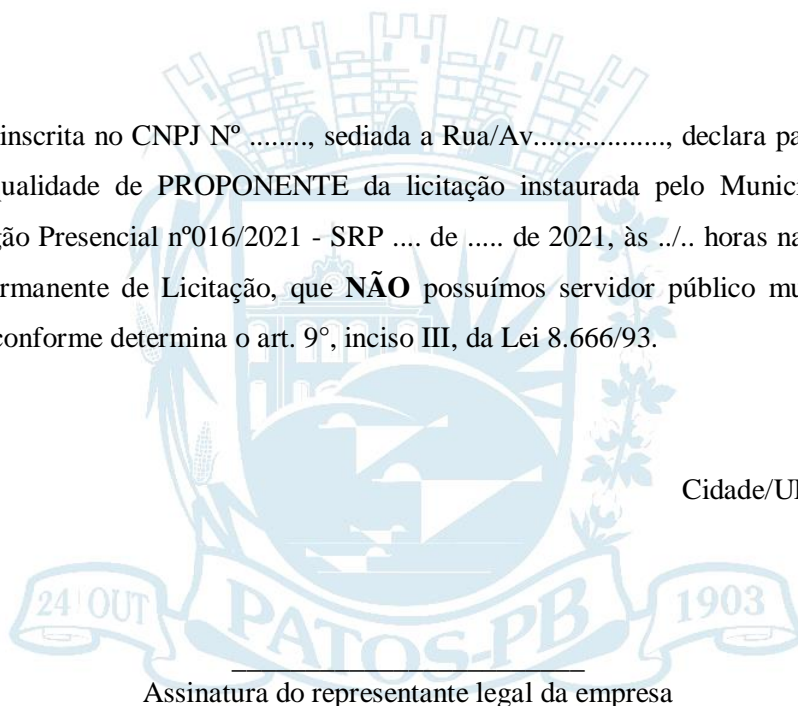 inscrita no CNPJ Nº ........, sediada a Rua/Av.................., declara pa
qualidade de PROPONENTE da licitação instaurada pelo Munici
gão Presencial nº016/2021 - SRP .... de ..... de 2021, às ../.. horas na
rmanente de Licitação, que NÃO possuímos servidor público mu
conforme determina o art. 9°, inciso III, da Lei 8.666/93.
Cidade/U
24 OUT
PATOS-PB
1903
Assinatura do representante legal da empresa